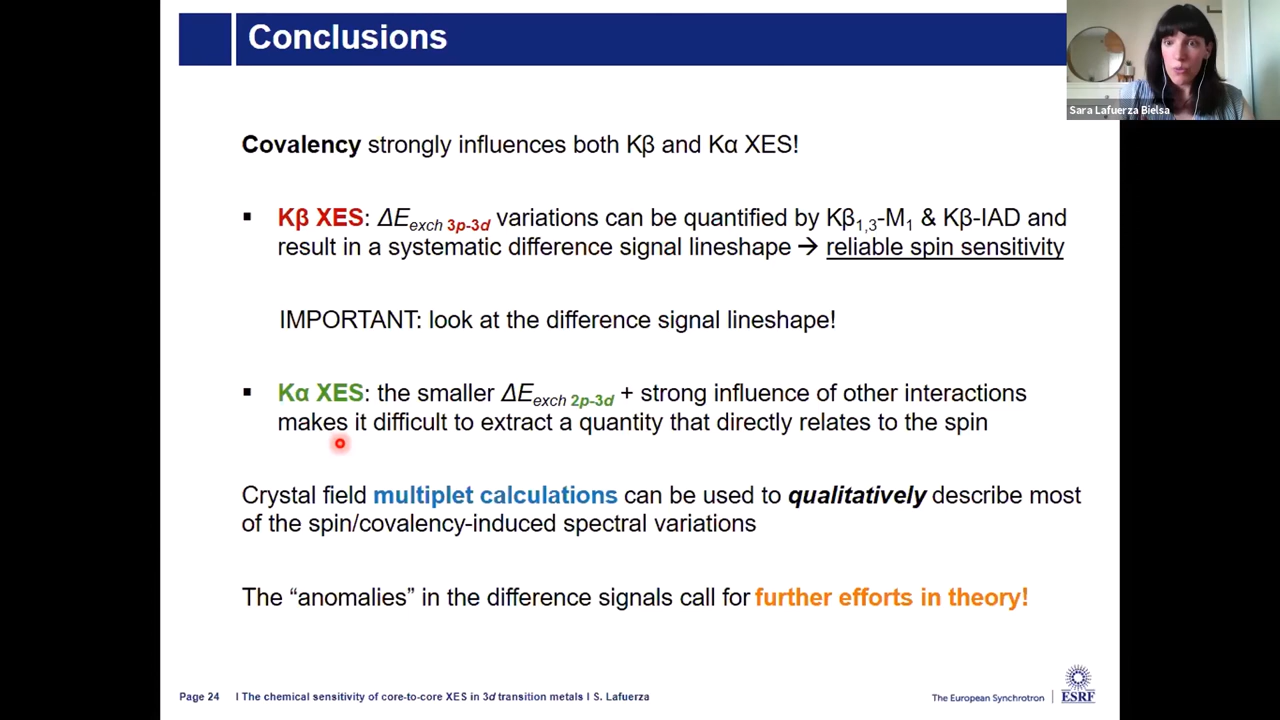 Conclusions
Sara Lafuerza Bielsa
Covalency strongly influences both Kβ and Kα XES!
▪ Kβ XES: ΔEexch 3p-3d variations can be quantified by Kβ1,3-M1 & Kβ-IAD and
result in a systematic difference signal lineshape → reliable spin sensitivity
IMPORTANT: look at the difference signal lineshape!
▪ Kα XES: the smaller ΔEexch 2p-3d + strong influence of other interactions
makes it difficult to extract a quantity that directly relates to the spin
Crystal field multiplet calculations can be used to qualitatively describe most
of the spin/covalency-induced spectral variations
The “anomalies” in the difference signals call for further efforts in theory!
Page 24 l The chemical sensitivity of core-to-core XES in 3d transition metals l S. Lafuerza
The European Synchrotron ESRF